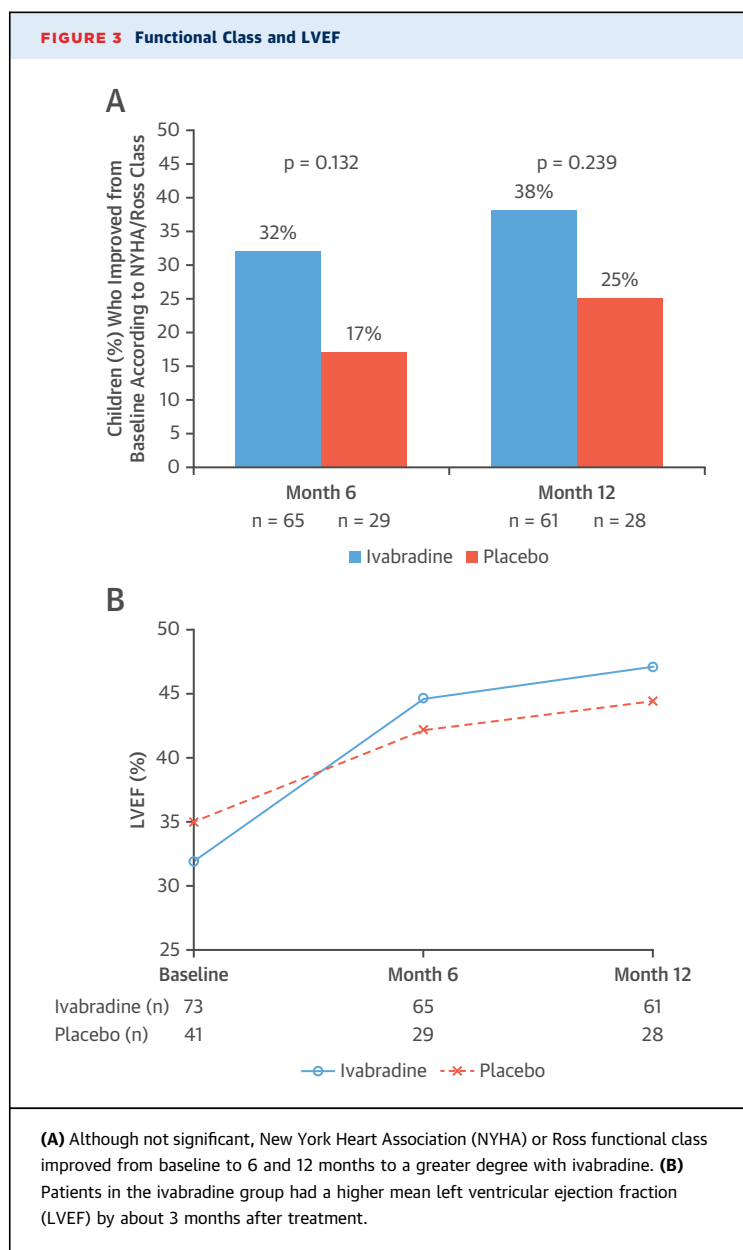 FIGURE 3 Functional Class and LVEF
A
Children (%) Who Improved from
Baseline According to NYHA/Ross Class
50
45
40
35
30
25
20
15
10
5
0
p = 0.132
p = 0.239
32%
17%
38%
25%
Month 6
Month 12
n = 65
n = 29
n = 61
n = 28
Ivabradine
Placebo
B
LVEF (%)
50
45
40
35
30
25
Baseline
Month 6
Month 12
Ivabradine (n) 73 65 61
Placebo (n) 41 29 28
Ivabradine
Placebo
(A) Although not significant, New York Heart Association (NYHA) or Ross functional class
improved from baseline to 6 and 12 months to a greater degree with ivabradine. (B)
Patients in the ivabradine group had a higher mean left ventricular ejection fraction
(LVEF) by about 3 months after treatment.